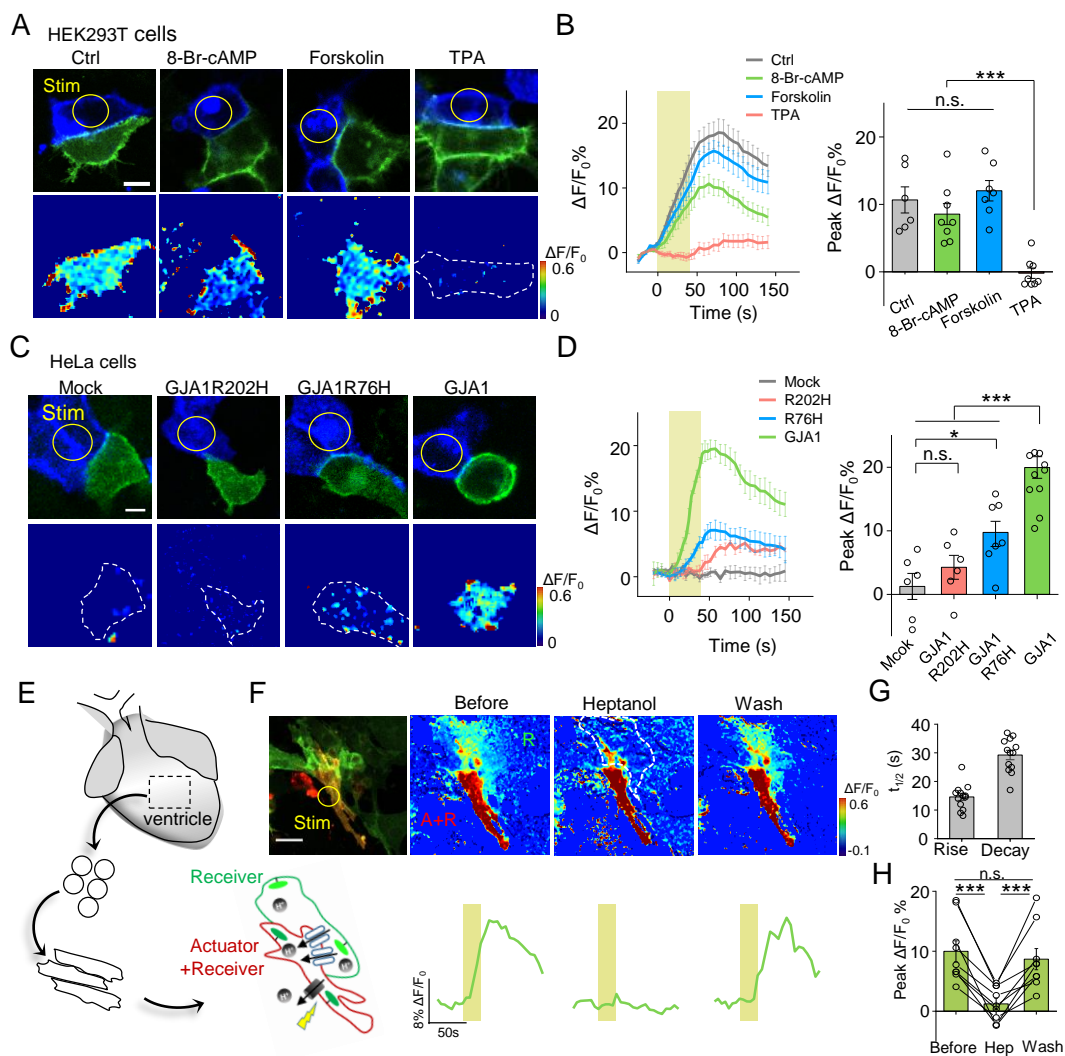 A
HEK293T cells
Ctrl
8-Br-cAMP
Forskolin
TPA
Stim
ΔF/F0
0.6
0
B
Ctrl
8-Br-cAMP
Forskolin
TPA
ΔF/F0%
20
10
0
0 50 100 150
Time (s)
***
n.s.
Peak ΔF/F0%
20
15
10
5
0
Ctrl
8-Br-cAMP
Forskolin
TPA
C
HeLa cells
Mock
GJA1R202H
GJA1R76H
GJA1
Stim
ΔF/F0
0.6
0
D
Mock
R202H
R76H
GJA1
ΔF/F0%
20
10
0
0 50 100 150
Time (s)
***
*
n.s.
Peak ΔF/F0%
20
10
0
Mcok
GJA1
R202H
GJA1
R76H
GJA1
E
ventricle
F
Before
Heptanol
Wash
Stim
R
A+R
ΔF/F0
0.6
-0.1
Receiver
Actuator
+Receiver
H+
H+
H+
H+
8% ΔF/F0
50s
G
t1/2 (s)
40
30
20
10
0
Rise
Decay
H
n.s.
*** ***
Peak ΔF/F0 %
20
15
10
5
0
Before
Hep
Wash